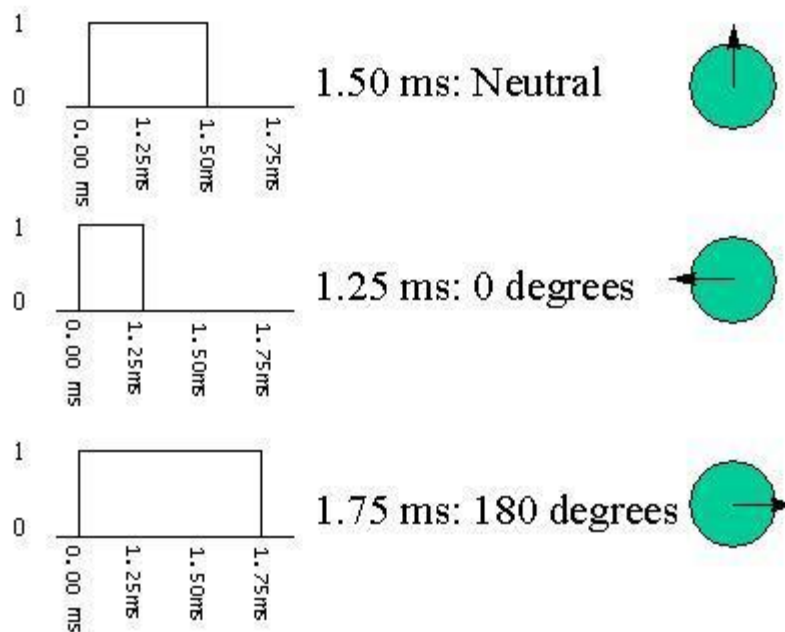 1
0
0.00 ms
1.25ms
1.50ms
1.75ms
1.50 ms: Neutral
1
0
0.00 ms
1.25ms
1.50ms
1.75ms
1.25 ms: 0 degrees
1
0
0.00 ms
1.25ms
1.50ms
1.75ms
1.75 ms: 180 degrees